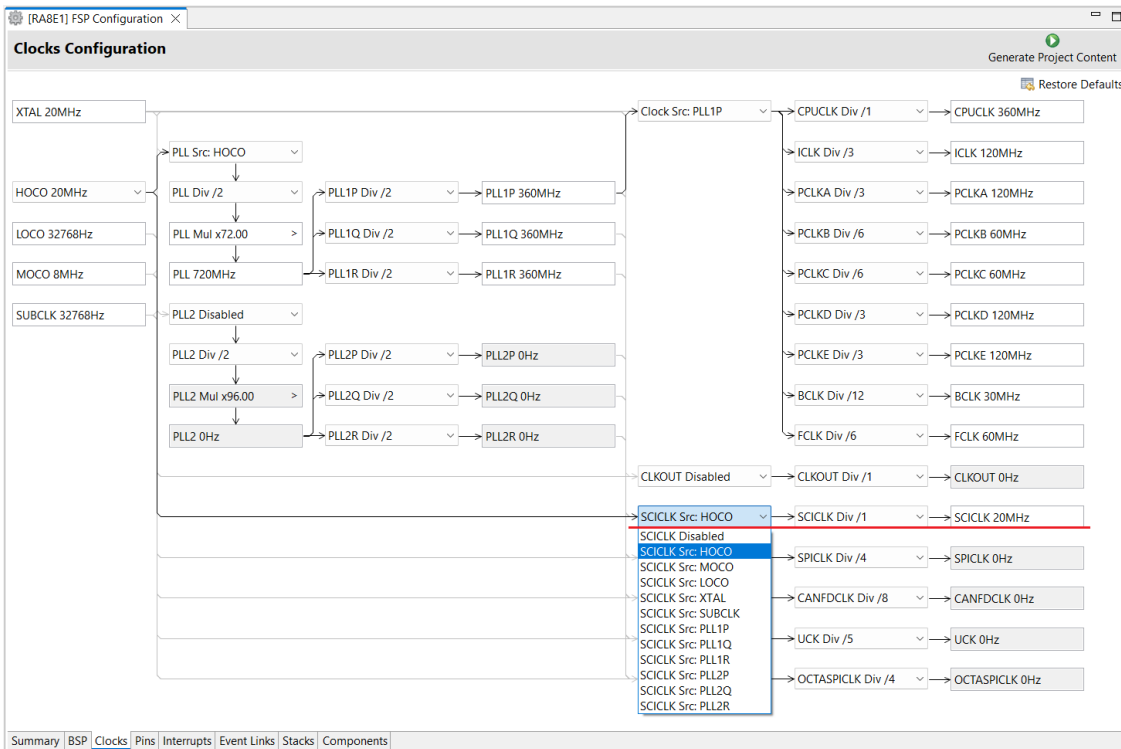 [RA8E1] FSP Configuration
Clocks Configuration
Generate Project Content
Restore Defaults
XTAL 20MHz
Clock Src: PLL1P
CPUCLK Div /1
CPUCLK 360MHz
PLL Src: HOCO
ICLK Div /3
ICLK 120MHz
HOCO 20MHz
PLL Div /2
PLL1P Div /2
PLL1P 360MHz
PCLKA Div /3
PCLKA 120MHz
LOCO 32768Hz
PLL Mul x72.00 >
PLL1Q Div /2
PLL1Q 360MHz
PCLKB Div /6
PCLKB 60MHz
MOCO 8MHz
PLL 720MHz
PLL1R Div /2
PLL1R 360MHz
PCLKC Div /6
PCLKC 60MHz
SUBCLK 32768Hz
PLL2 Disabled
PCLKD Div /3
PCLKD 120MHz
PLL2 Div /2
PLL2P Div /2
PLL2P 0Hz
PCLKE Div /3
PCLKE 120MHz
PLL2 Mul x96.00 >
PLL2Q Div /2
PLL2Q 0Hz
BCLK Div /12
BCLK 30MHz
PLL2 0Hz
PLL2R Div /2
PLL2R 0Hz
FCLK Div /6
FCLK 60MHz
CLKOUT Disabled
CLKOUT Div /1
CLKOUT 0Hz
SCICLK Src: HOCO
SCICLK Div /1
SCICLK 20MHz
SCICLK Disabled
SCICLK Src: HOCO
SCICLK Src: MOCO
SCICLK Src: LOCO
SCICLK Src: XTAL
SCICLK Src: SUBCLK
SCICLK Src: PLL1P
SCICLK Src: PLL1Q
SCICLK Src: PLL1R
SCICLK Src: PLL2P
SCICLK Src: PLL2Q
SCICLK Src: PLL2R
SPICLK Div /4
SPICLK 0Hz
CANFDCLK Div /8
CANFDCLK 0Hz
UCK Div /5
UCK 0Hz
OCTASPICLK Div /4
OCTASPICLK 0Hz
Summary BSP Clocks Pins Interrupts Event Links Stacks Components